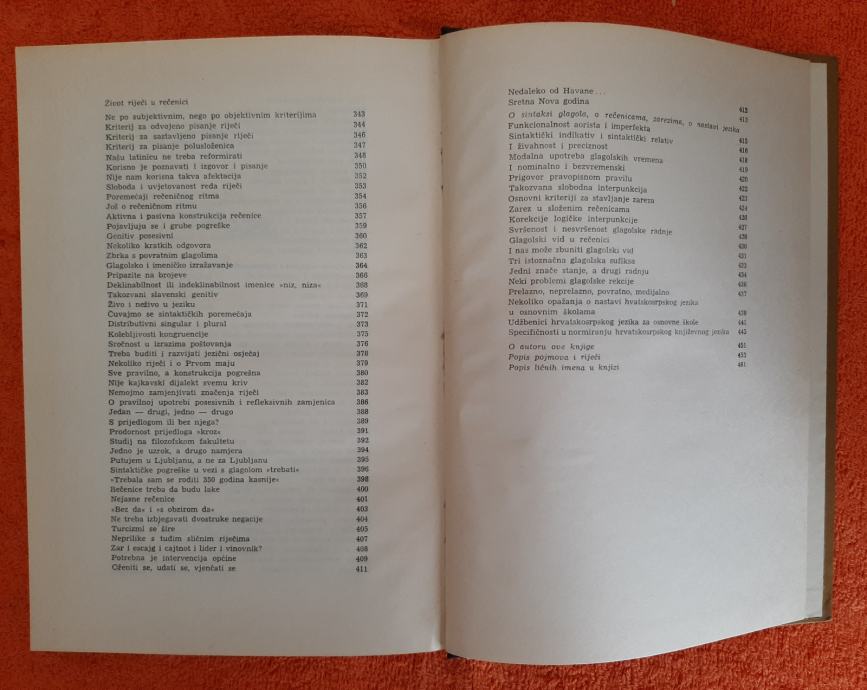 Život riječi u rečenici
Ne po subjektivnim, nego po objektivnim kriterijima 343
Kriterij za odvojeno pisanje riječi 344
Kriterij za sastavljeno pisanje riječi 346
Kriterij za pisanje polusloženica 347
Našu latinicu ne treba reformirati 348
Korisno je poznavati i izgovor i pisanje 350
Nije nam korisna takva afektacija 352
Sloboda i uvjetovanost reda riječi 353
Poremećaji rečeničnog ritma 354
Još o rečeničnom ritmu 356
Aktivna i pasivna konstrukcija rečenice 357
Pojavljuju se i grube pogreške 359
Genitiv posesivni 360
Nekoliko kratkih odgovora 362
Zbrka s povratnim glagolima 363
Glagolsko i imeničko izražavanje 364
Pripazite na brojeve 366
Deklinabilnost ili indeklinabilnost imenice »niz, niza« 368
Takozvani slavenski genitiv 369
Živo i neživo u jeziku 371
Čuvajmo se sintaktičkih poremećaja 372
Distributivni singular i plural 373
Kolebljivosti kongruencije 375
Sročnost u izrazima poštovanja 376
Treba buditi i razvijati jezični osjećaj 378
Nekoliko riječi i o Prvom maju 379
Sve pravilno, a konstrukcija pogrešna 380
Nije kajkavski dijalekt svemu kriv 382
Nemojmo zamjenjivati značenja riječi 383
O pravilnoj upotrebi posesivnih i refleksivnih zamjenica 386
Jedan — drugi, jedno — drugo 388
S prijedlogom ili bez njega? 389
Prodornost prijedloga »kroz« 391
Studij na filozofskom fakultetu 392
Jedno je uzrok, a drugo namjera 394
Putujem u Ljubljanu, a ne za Ljubljanu 395
Sintaktičke pogreške u vezi s glagolom »trebati« 396
»Trebala sam se roditi 350 godina kasnije« 398
Rečenice treba da budu lake 400
Nejasne rečenice 401
»Bez da« i »s obzirom da« 403
Ne treba izbjegavati dvostruke negacije 404
Turcizmi se šire 405
Neprilike s tuđim sličnim riječima 407
Zar i escajg i cajtnot i lider i vinovnik? 408
Potrebna je intervencija općine 409
Oženiti se, udati se, vjenčati se 411
Nedaleko od Havane... 412
Sretna Nova godina 413
O sintaksi glagola, o rečenicama, zarezima, o nastavi jezika
Funkcionalnost aorista i imperfekta 415
Sintaktički indikativ i sintaktički relativ 416
I živahnost i preciznost 418
Modalna upotreba glagolskih vremena 419
I nominalno i bezvremenski 420
Prigovor pravopisnom pravilu 422
Takozvana slobodna interpunkcija 423
Osnovni kriteriji za stavljanje zareza 424
Zarez u složenim rečenicama 426
Korekcije logičke interpunkcije 427
Svršenost i nesvršenost glagolske radnje 428
Glagolski vid u rečenici 430
I nas može zbuniti glagolski vid 431
Tri istoznačna glagolska sufiksa 433
Jedni znače stanje, a drugi radnju 434
Neki problemi glagolske rekcije 436
Prelazno, neprelazno, povratno, medijalno 437
Nekoliko opažanja o nastavi hrvatskosrpskog jezika
u osnovnim školama 439
Udžbenici hrvatskosrpskog jezika za osnovne škole 441
Specifičnosti u normiranju hrvatskosrpskog književnog jezika 445
O autoru ove knjige 451
Popis pojmova i riječi 453
Popis ličnih imena u knjizi 481